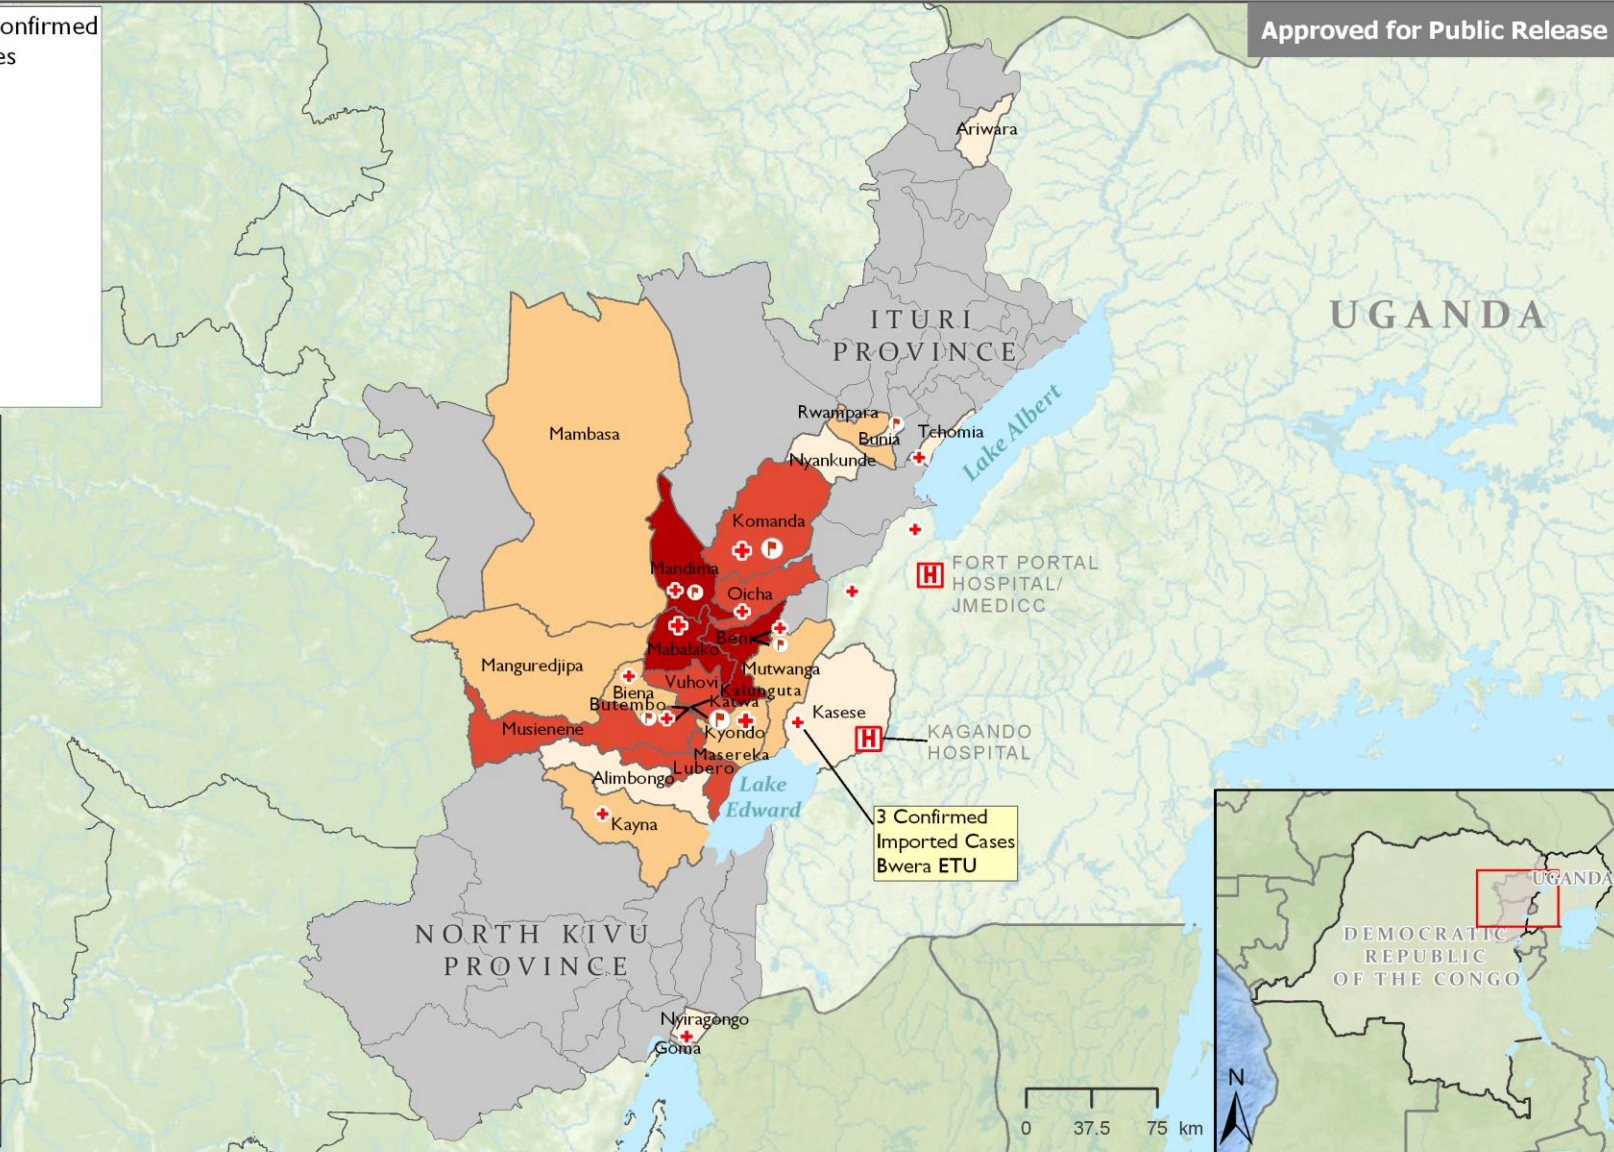 onfirmed
es
Approved for Public Release
Ariwara
UGANDA
ITURI
PROVINCE
Lake Albert
Rwampara
Bunia
Tchomia
Nyankunde
Mambasa
Komanda
Mandima
Oicha
FORT PORTAL
HOSPITAL/
JMEDICC
Beni
Mabalako
Manguredjipa
Mutwanga
Vuhovi
Kalunguta
Biena
Butembo
Katwa
Kasese
Musienene
Kyondo
KAGANDO
HOSPITAL
Masereka
Lubero
Alimbongo
Lake
Edward
3 Confirmed
Imported Cases
Bwera ETU
Kayna
NORTH KIVU
PROVINCE
Nyiragongo
Goma
0 37.5 75 km
UGANDA
DEMOCRATIC
REPUBLIC
OF THE CONGO
N